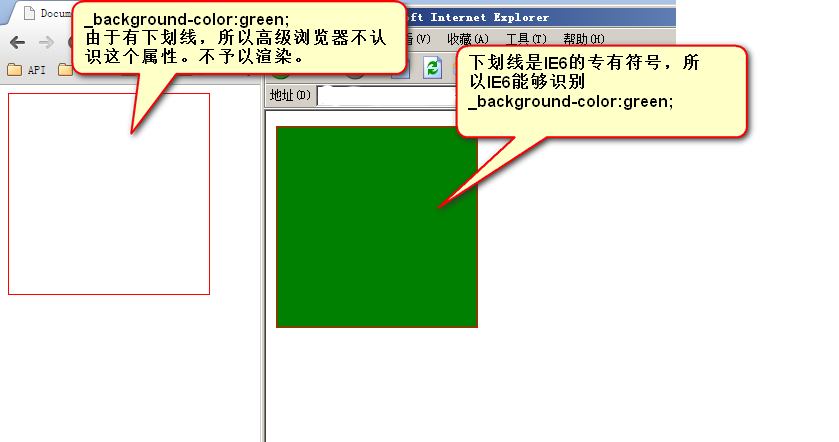 _background-color:green;
由于有下划线，所以高级浏览器不认
识这个属性。不予以渲染。
Docum
API
oft Internet Explorer
(V) 收藏(A) 工具(T) 帮助(H)
地址(D)
下划线是IE6的专有符号，所
以IE6能够识别
_background-color:green;